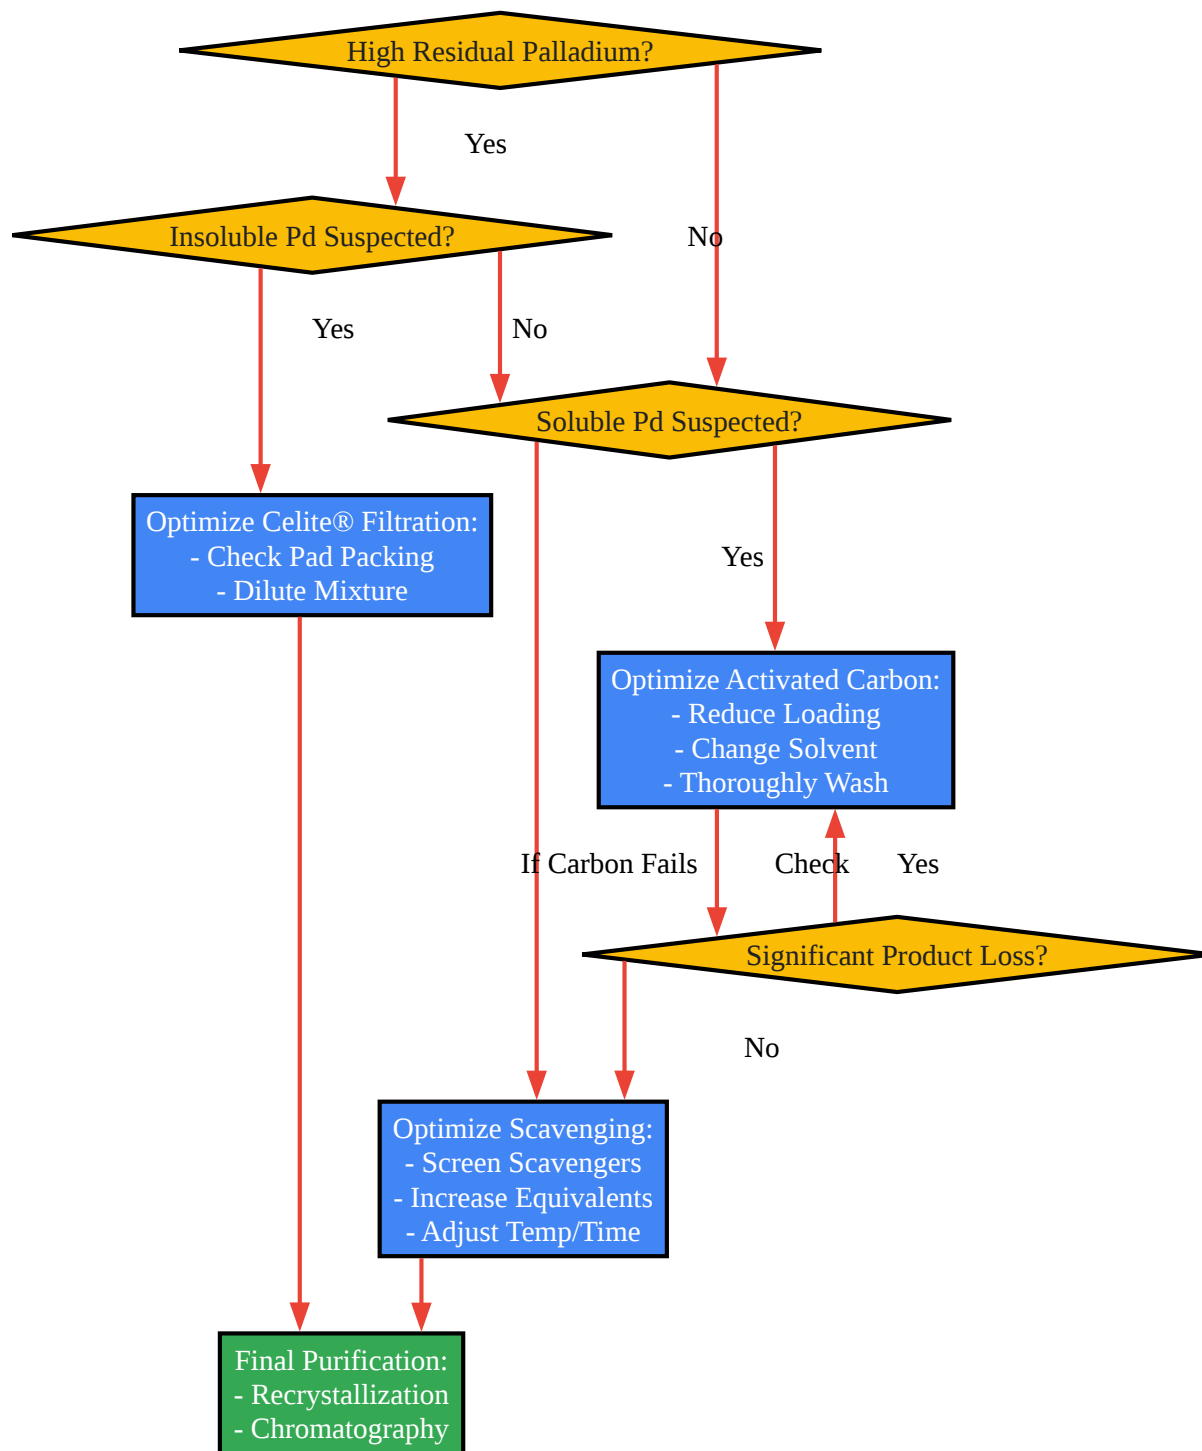 High Residual Palladium?
Yes
Insoluble Pd Suspected?
No
Yes
No
Soluble Pd Suspected?
Optimize Celite® Filtration:
- Check Pad Packing
- Dilute Mixture
Yes
Optimize Activated Carbon:
- Reduce Loading
- Change Solvent
- Thoroughly Wash
If Carbon Fails
Check
Yes
Significant Product Loss?
No
Optimize Scavenging:
- Screen Scavengers
- Increase Equivalents
- Adjust Temp/Time
Final Purification:
- Recrystallization
- Chromatography